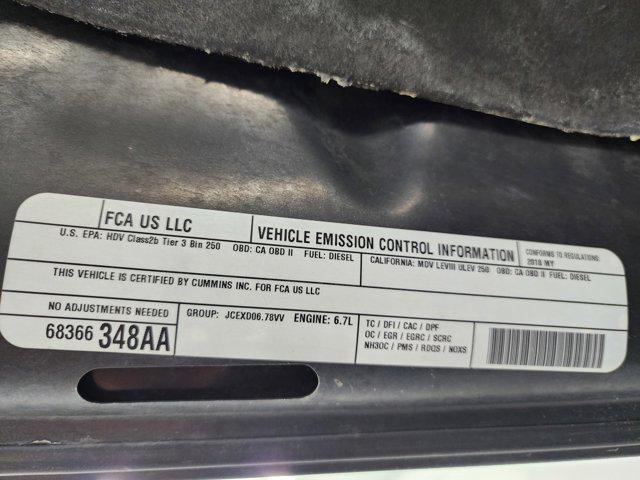 FCA US LLC
VEHICLE EMISSION CONTROL INFORMATION
CONFORMS TO REGULATIONS:
2018 MY
U.S. EPA: HDV Class2b Tier 3 Bin 250 OBD: CA OBD II FUEL: DIESEL
CALIFORNIA: MDV LEVIII ULEV 250 OBD: CA OBD II FUEL: DIESEL
THIS VEHICLE IS CERTIFIED BY CUMMINS INC. FOR FCA US LLC
NO ADJUSTMENTS NEEDED
68366 348AA
GROUP: JCEXD06.78VV ENGINE: 6.7L
TC / DFI / CAC / DPF
OC / EGR / EGRC / SCRC
NH3OC / PMS / RDQS / NOXS